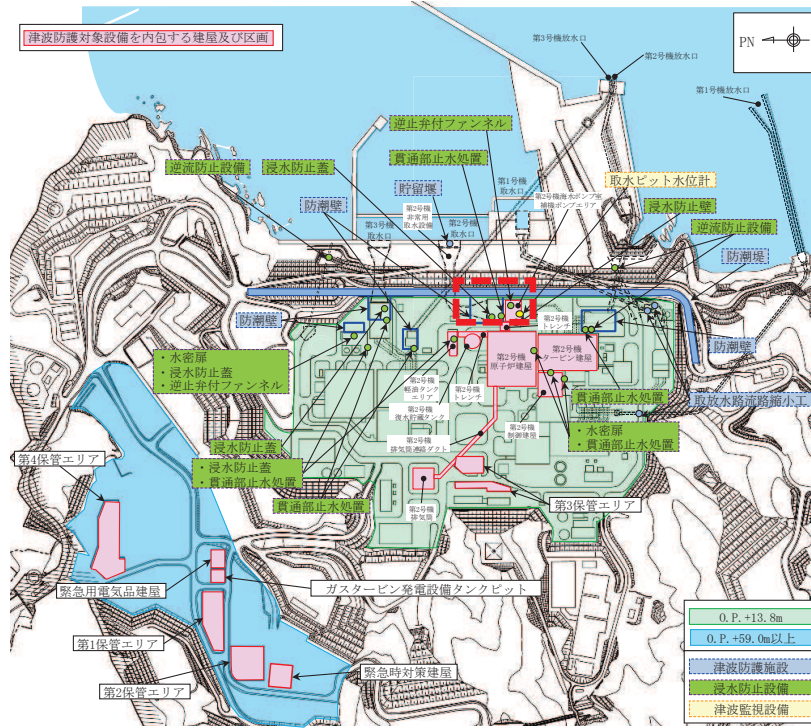 津波防護対象設備を内包する建屋及び区画
PN
第3号機放水口
第2号機放水口
第1号機放水口
逆止弁付ファンネル
貫通部止水処置
逆流防止設備
浸水防止蓋
防潮壁
貯留堰
第1号機
取水口
取水ピット水位計
第2号機海水ポンプ室
補機ポンプエリア
浸水防止壁
逆流防止設備
防潮堤
第2号機
非常用
取水設備
第3号機
取水口
第2号機
取水口
防潮壁
・水密扉
・浸水防止蓋
・逆止弁付ファンネル
第2号機
トレンチ
第2号機
原子炉建屋
第2号機
タービン建屋
防潮壁
第2号機
軽油タンク
エリア
第2号機
トレンチ
第2号機
復水貯蔵タンク
第2号機
制御建屋
貫通部止水処置
取放水路流路縮小工
・水密扉
・貫通部止水処置
浸水防止蓋
・浸水防止蓋
・貫通部止水処置
貫通部止水処置
第2号機
排気筒連絡ダクト
第2号機
排気筒
第3保管エリア
第4保管エリア
緊急用電気品建屋
ガスタービン発電設備タンクピット
第1保管エリア
第2保管エリア
緊急時対策建屋
O.P.+13.8m
O.P.+59.0m以上
津波防護施設
浸水防止設備
津波監視設備